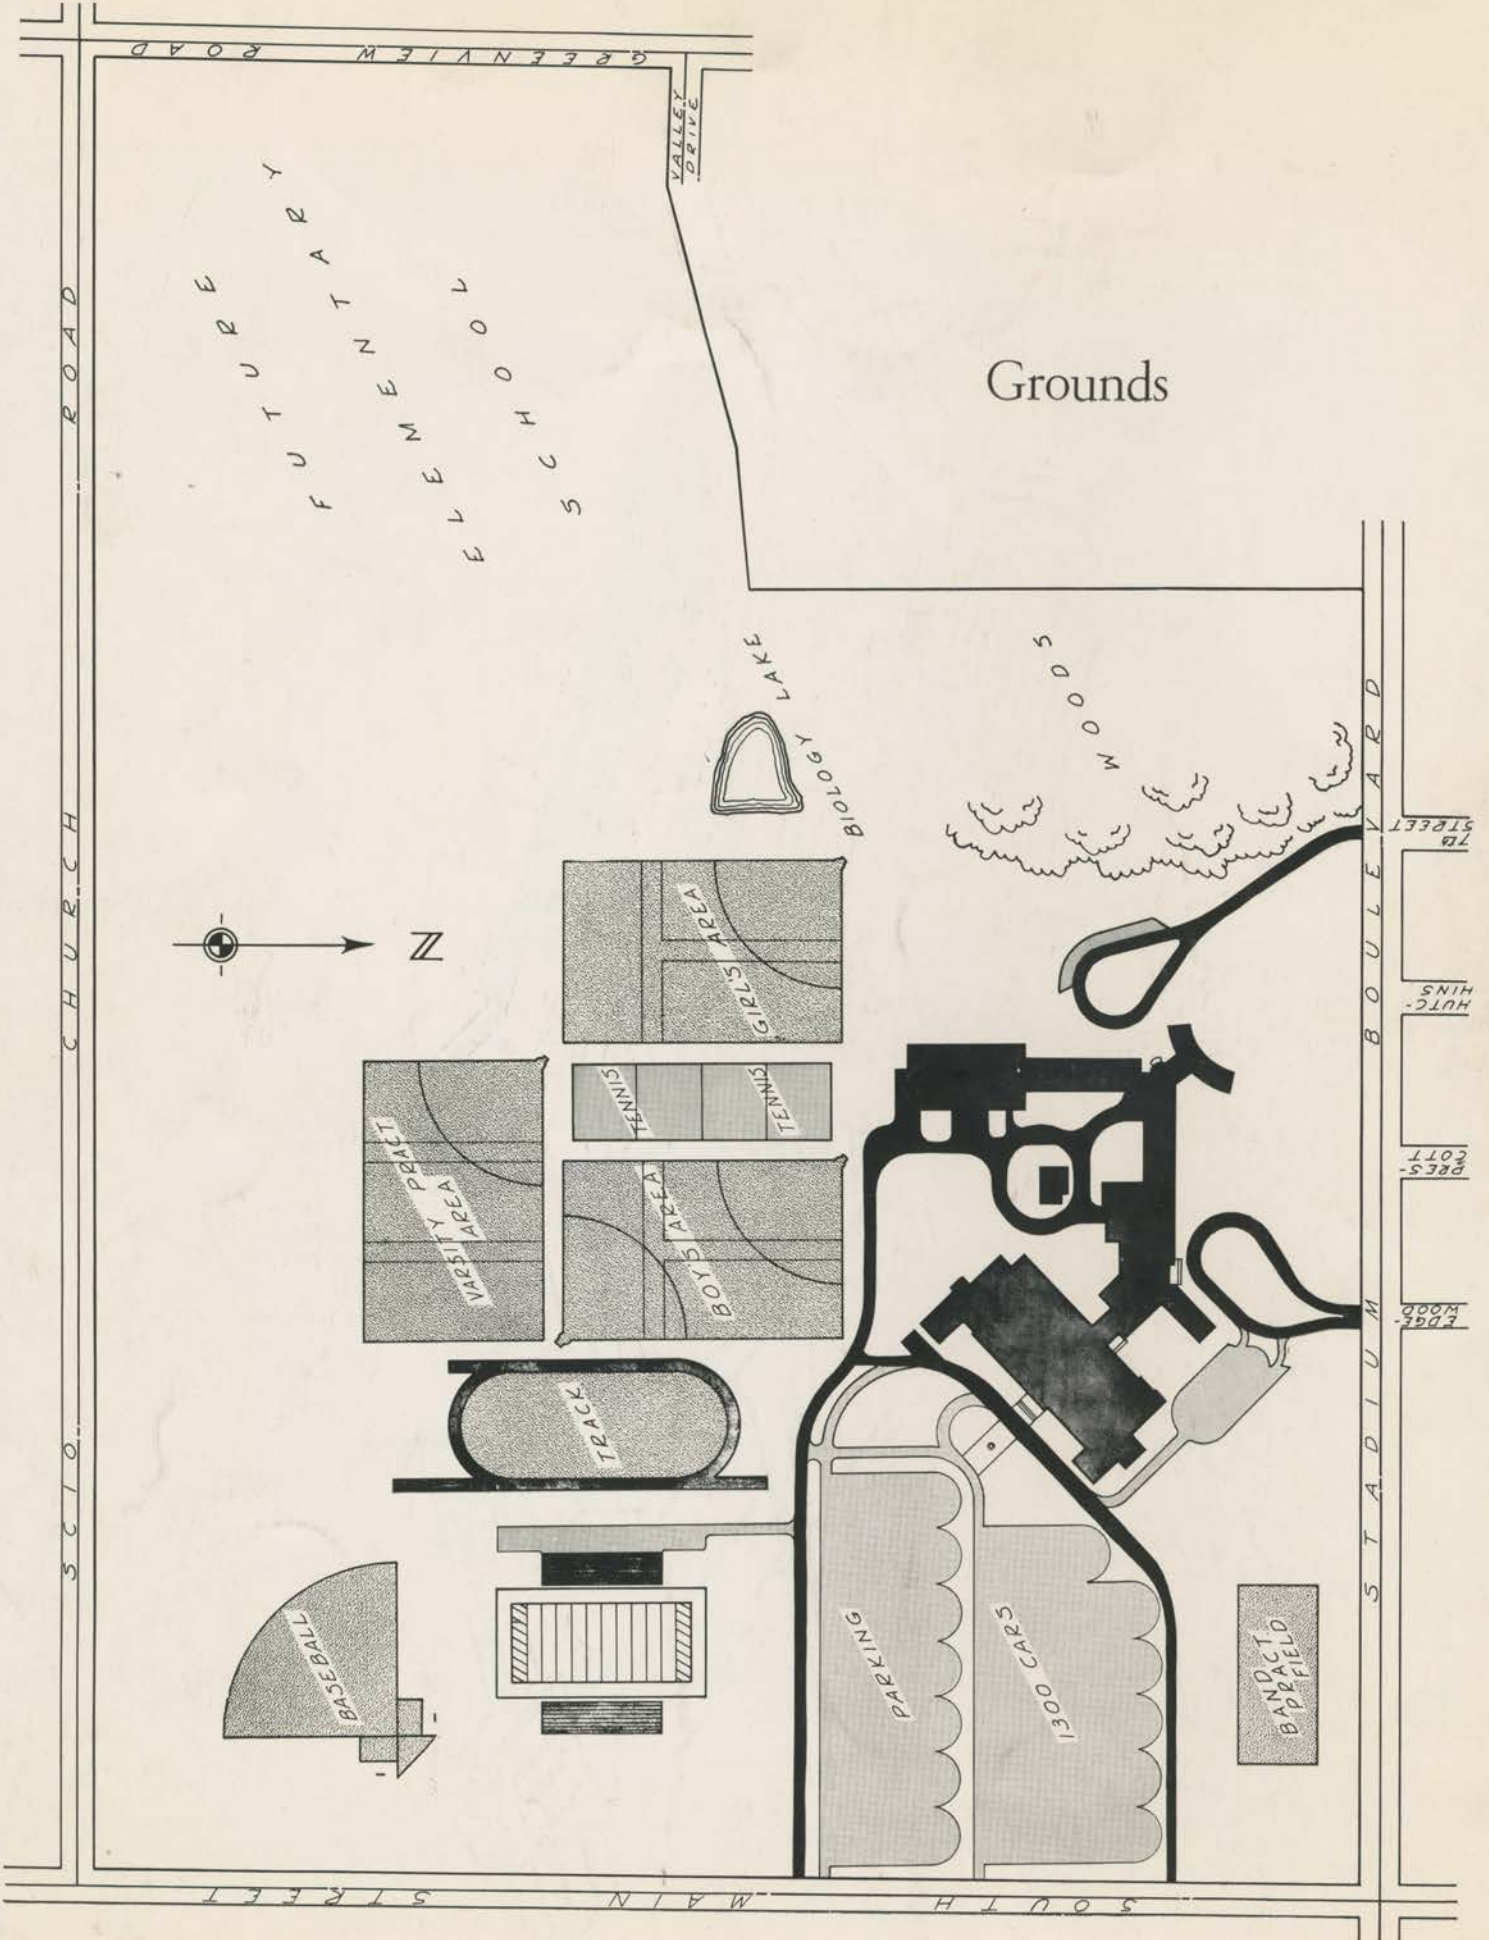 GREENVIEW ROAD
VALLEY
DRIVE
FUTURE
ELEMENTARY
SCHOOL
Grounds
SCIO CHURCH ROAD
BIOLOGY LAKE
WOODS
N
GIRLS AREA
TENNIS
TENNIS
VARSITY PRACT
AREA
BOYS AREA
TRACK
BASEBALL
PARKING
1300 CARS
BAND
PRACT.
FIELD
STADIUM BOULEVARD
7TH
STREET
HUTC-
HINS
PRES-
COTT
EDGE-
WOOD
SOUTH MAIN STREET